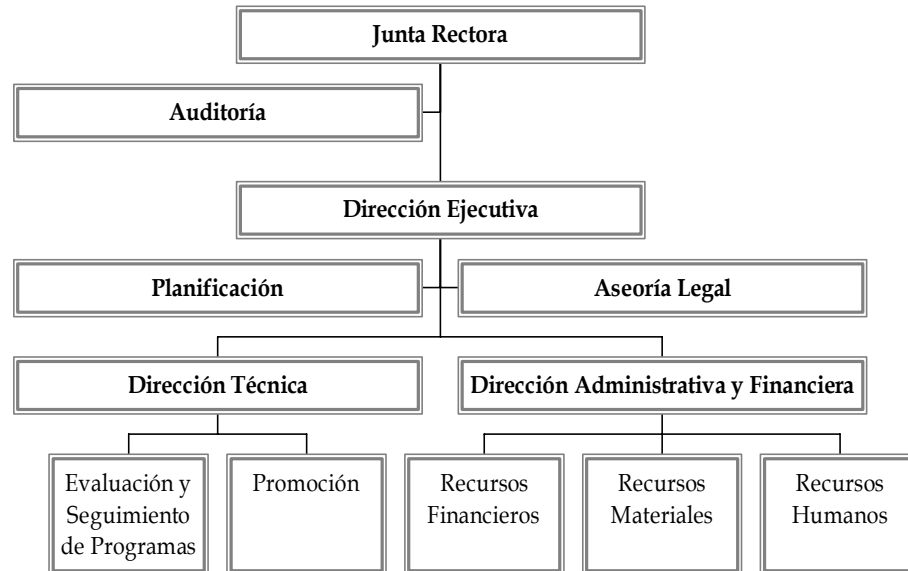 Junta Rectora
Auditoría
Dirección Ejecutiva
Planificación
Aseoría Legal
Dirección Técnica
Dirección Administrativa y Financiera
Evaluación y
Seguimiento
de Programas
Promoción
Recursos
Financieros
Recursos
Materiales
Recursos
Humanos